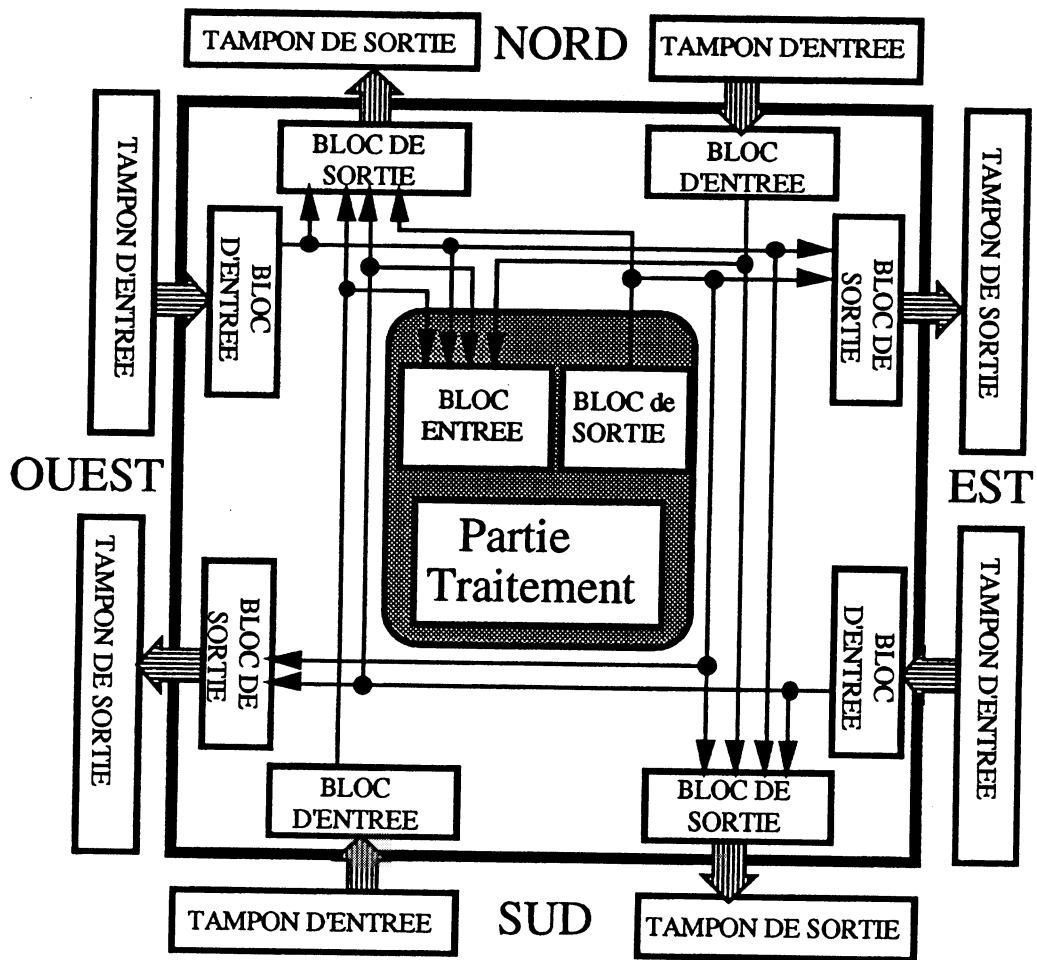 TAMPON DE SORTIE
NORD
TAMPON D'ENTREE
BLOC DE
SORTIE
BLOC
D'ENTREE
TAMPON D'ENTREE
BLOC
D'ENTREE
BLOC DE
SORTIE
TAMPON DE SORTIE
BLOC
ENTREE
BLOC de
SORTIE
OUEST
EST
Partie
Traitement
TAMPON DE SORTIE
BLOC DE
SORTIE
BLOC
D'ENTREE
TAMPON D'ENTREE
BLOC
D'ENTREE
BLOC DE
SORTIE
TAMPON D'ENTREE
SUD
TAMPON DE SORTIE